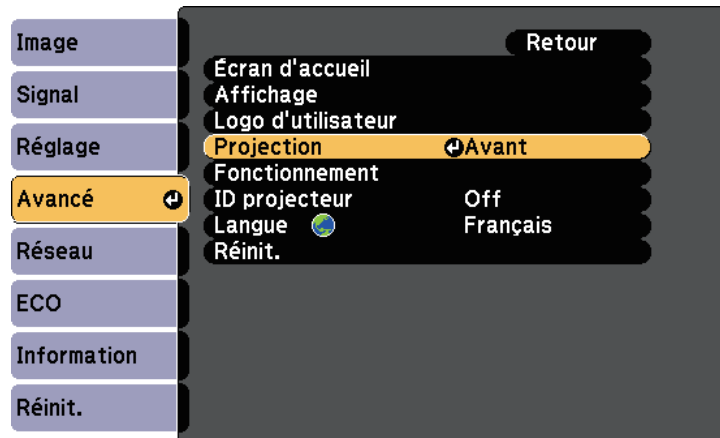 Image
Signal
Réglage
Avancé
Réseau
ECO
Information
Réinit.
Retour
Écran d'accueil
Affichage
Logo d'utilisateur
Projection Avant
Fonctionnement
ID projecteur Off
Langue Français
Réinit.